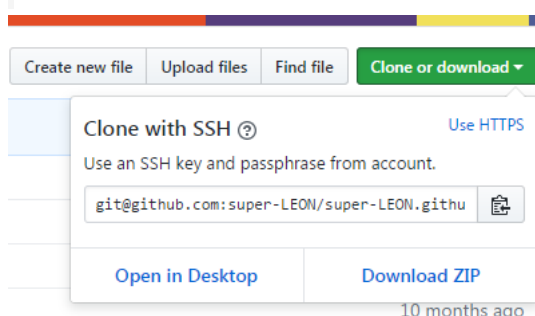 Create new file Upload files Find file Clone or download
Clone with SSH Use HTTPS
Use an SSH key and passphrase from account.
git@github.com:super-LEON/super-LEON.githu
Open in Desktop Download ZIP
10 months ago